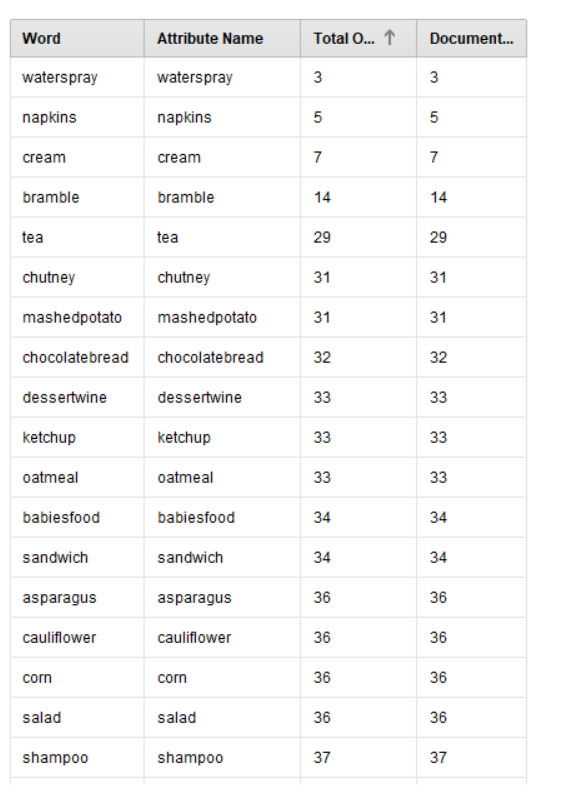 Word Attribute Name Total O... ↑ Document...
waterspray waterspray 3 3
napkins napkins 5 5
cream cream 7 7
bramble bramble 14 14
tea tea 29 29
chutney chutney 31 31
mashedpotato mashedpotato 31 31
chocolatebread chocolatebread 32 32
dessertwine dessertwine 33 33
ketchup ketchup 33 33
oatmeal oatmeal 33 33
babiesfood babiesfood 34 34
sandwich sandwich 34 34
asparagus asparagus 36 36
cauliflower cauliflower 36 36
corn corn 36 36
salad salad 36 36
shampoo shampoo 37 37